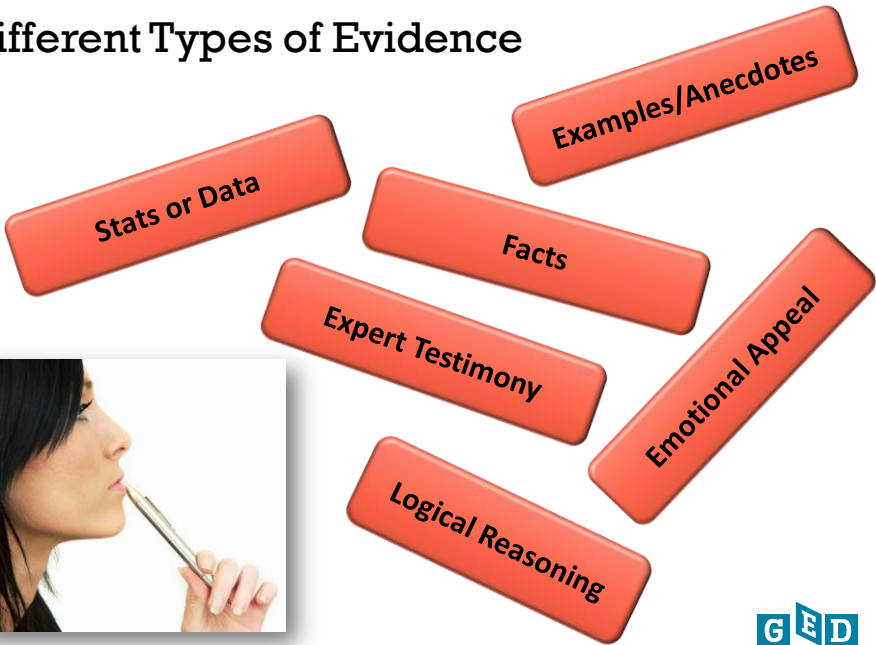 ifferent Types of Evidence
Examples/Anecdotes
Stats or Data
Facts
Expert Testimony
Emotional Appeal
Logical Reasoning
GED